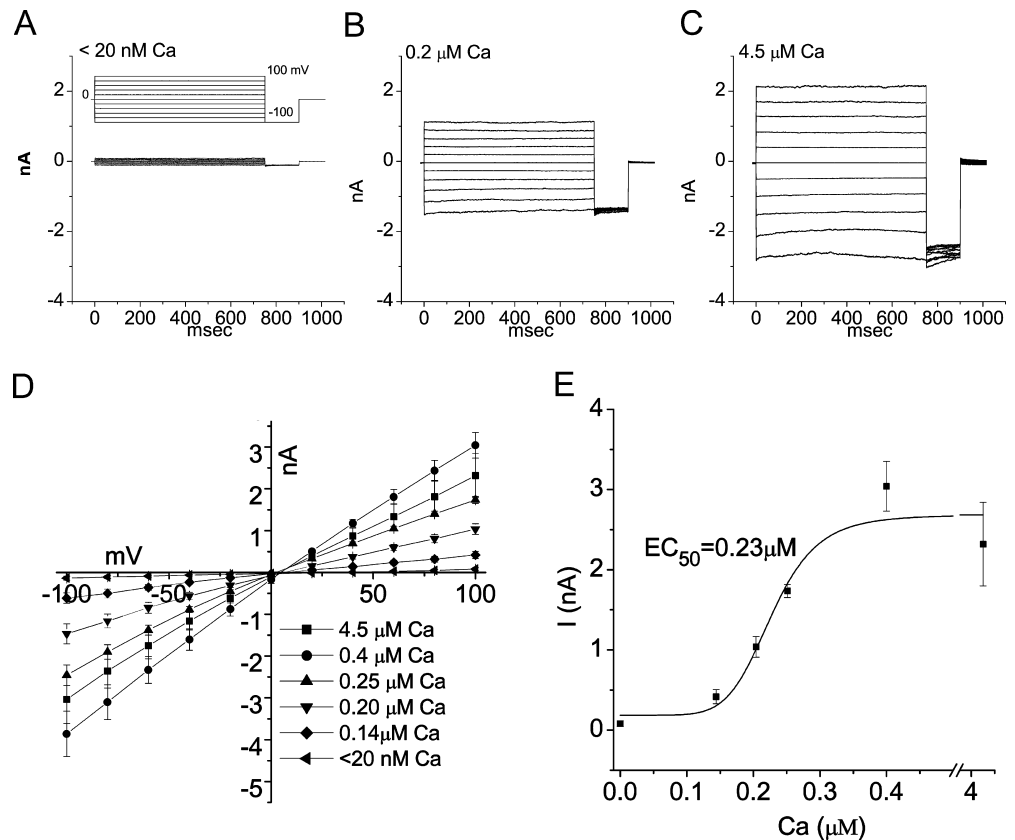 A
< 20 nM Ca
100 mV
0
-100
2
0
-2
-4
nA
0 200 400 600 800 1000
msec
B
0.2 μM Ca
2
0
-2
-4
nA
0 200 400 600 800 1000
msec
C
4.5 μM Ca
2
0
-2
-4
nA
0 200 400 600 800 1000
msec
D
nA
mV
3
2
1
-1
-2
-3
-4
-5
-100 -50 50 100
4.5 μM Ca
0.4 μM Ca
0.25 μM Ca
0.20 μM Ca
0.14μM Ca
<20 nM Ca
E
4
3
2
1
0
I (nA)
EC50=0.23μM
0.0 0.1 0.2 0.3 0.4 4
Ca (μM)